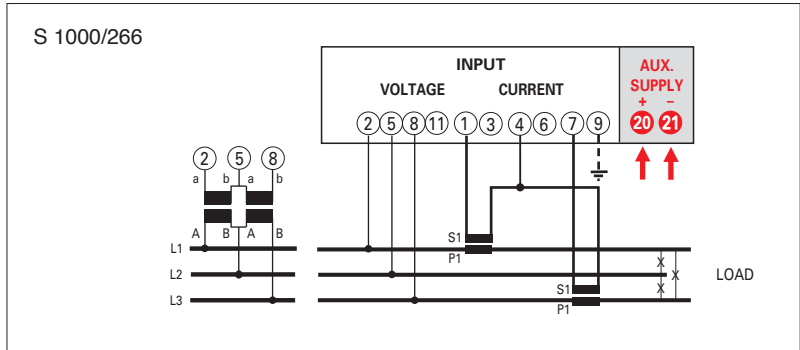 S 1000/266
INPUT
VOLTAGE CURRENT
AUX.
SUPPLY
+ −
2 5 8 11 1 3 4 6 7 9 20 21
2 5 8
a b a b
A B A B
L1
L2
L3
S1
P1
S1
P1
X
X
X
LOAD